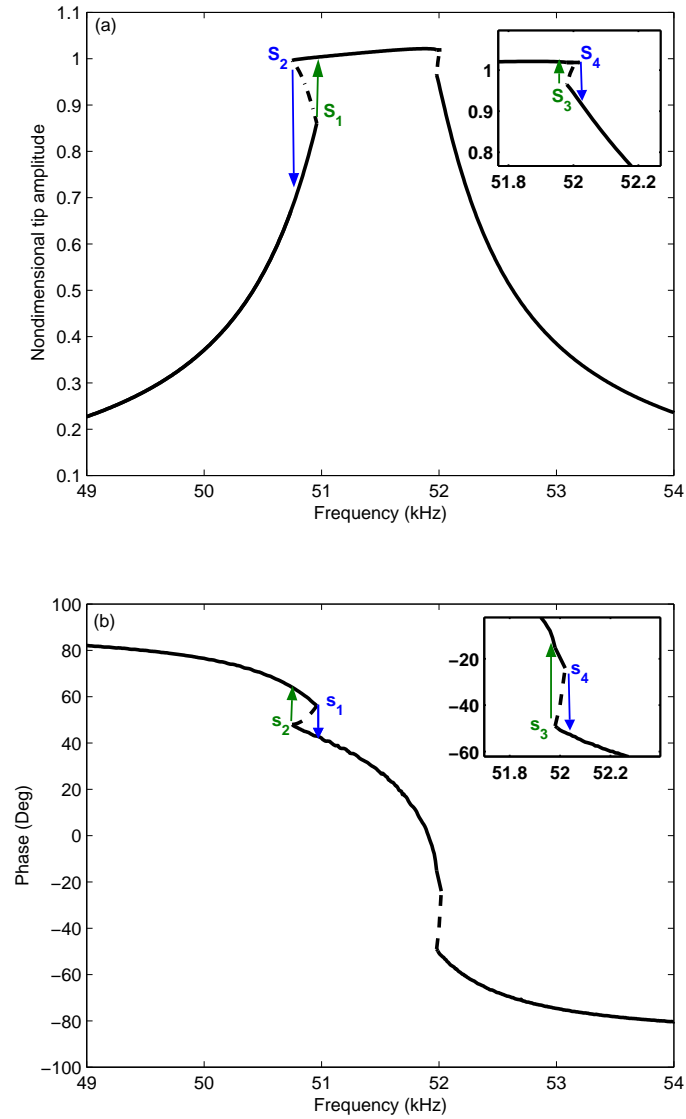 (a)
1.1
1
0.9
0.8
0.7
0.6
0.5
0.4
0.3
0.2
0.1
Nondimensional tip amplitude
S2
S1
49 50 51 52 53 54
Frequency (kHz)
1
0.9
0.8
S4
S3
51.8 52 52.2
(b)
100
80
60
40
20
0
−20
−40
−60
−80
−100
Phase (Deg)
s1
s2
49 50 51 52 53 54
Frequency (kHz)
−20
−40
−60
s4
s3
51.8 52 52.2